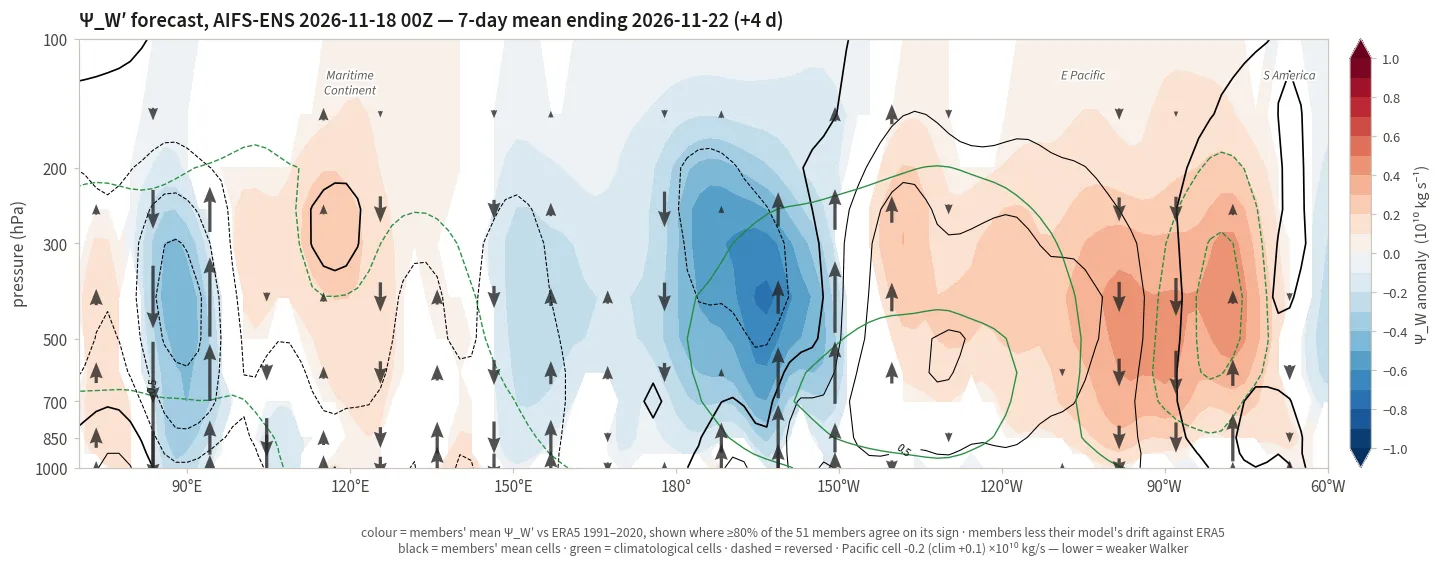 Ψ_W′ forecast, AIFS-ENS 2026-11-18 00Z — 7-day mean ending 2026-11-22 (+4 d)
100
200
300
400
500
700
850
1000
pressure (hPa)
Maritime
Continent
E Pacific
S America
0.5
90°E
120°E
150°E
180°
150°W
120°W
90°W
60°W
1.0
0.8
0.6
0.4
0.2
0.0
−0.2
−0.4
−0.6
−0.8
−1.0
Ψ_W anomaly (10¹⁰ kg s⁻¹)
colour = members' mean Ψ_W′ vs ERA5 1991–2020, shown where ≥80% of the 51 members agree on its sign · members less their model's drift against ERA5
black = members' mean cells · green = climatological cells · dashed = reversed · Pacific cell -0.2 (clim +0.1) ×10¹⁰ kg/s — lower = weaker Walker